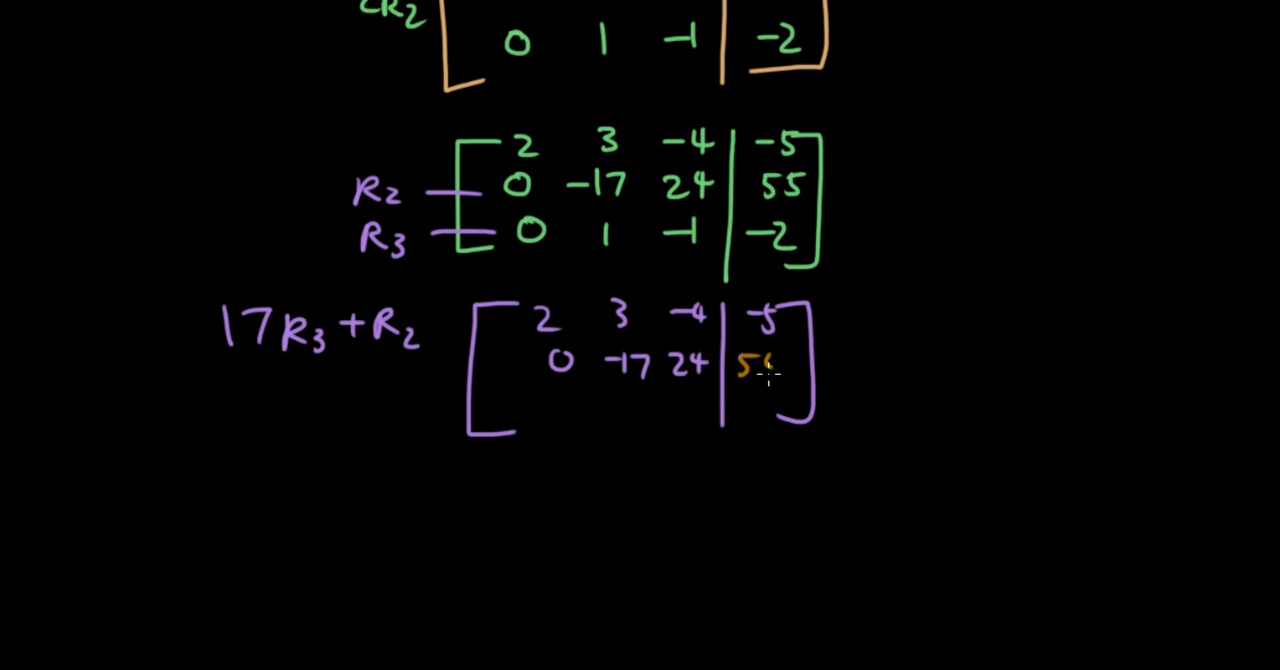 2R2
0 1 -1 | -2
2 3 -4 | -5
R2 0 -17 24 | 55
R3 0 1 -1 | -2
17R3 + R2 2 3 -4 | -5
0 -17 24 | 5